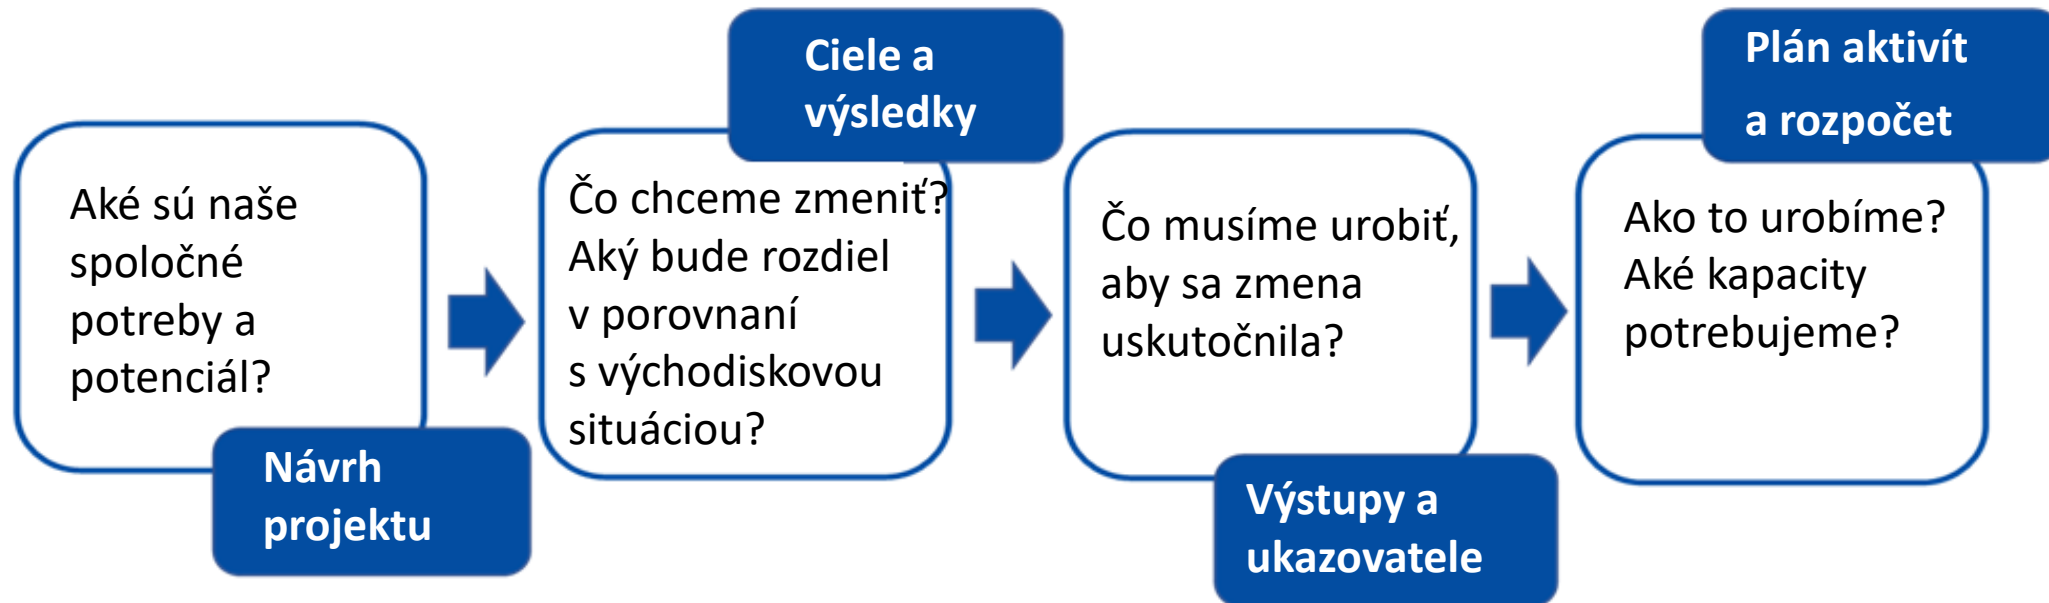 Aké sú naše
spoločné
potreby a
potenciál?
Návrh
projektu
Ciele a
výsledky
Čo chceme zmeniť?
Aký bude rozdiel
v porovnaní
s východiskovou
situáciou?
Čo musíme urobiť,
aby sa zmena
uskutočnila?
Výstupy a
ukazovatele
Plán aktivít
a rozpočet
Ako to urobíme?
Aké kapacity
potrebujeme?